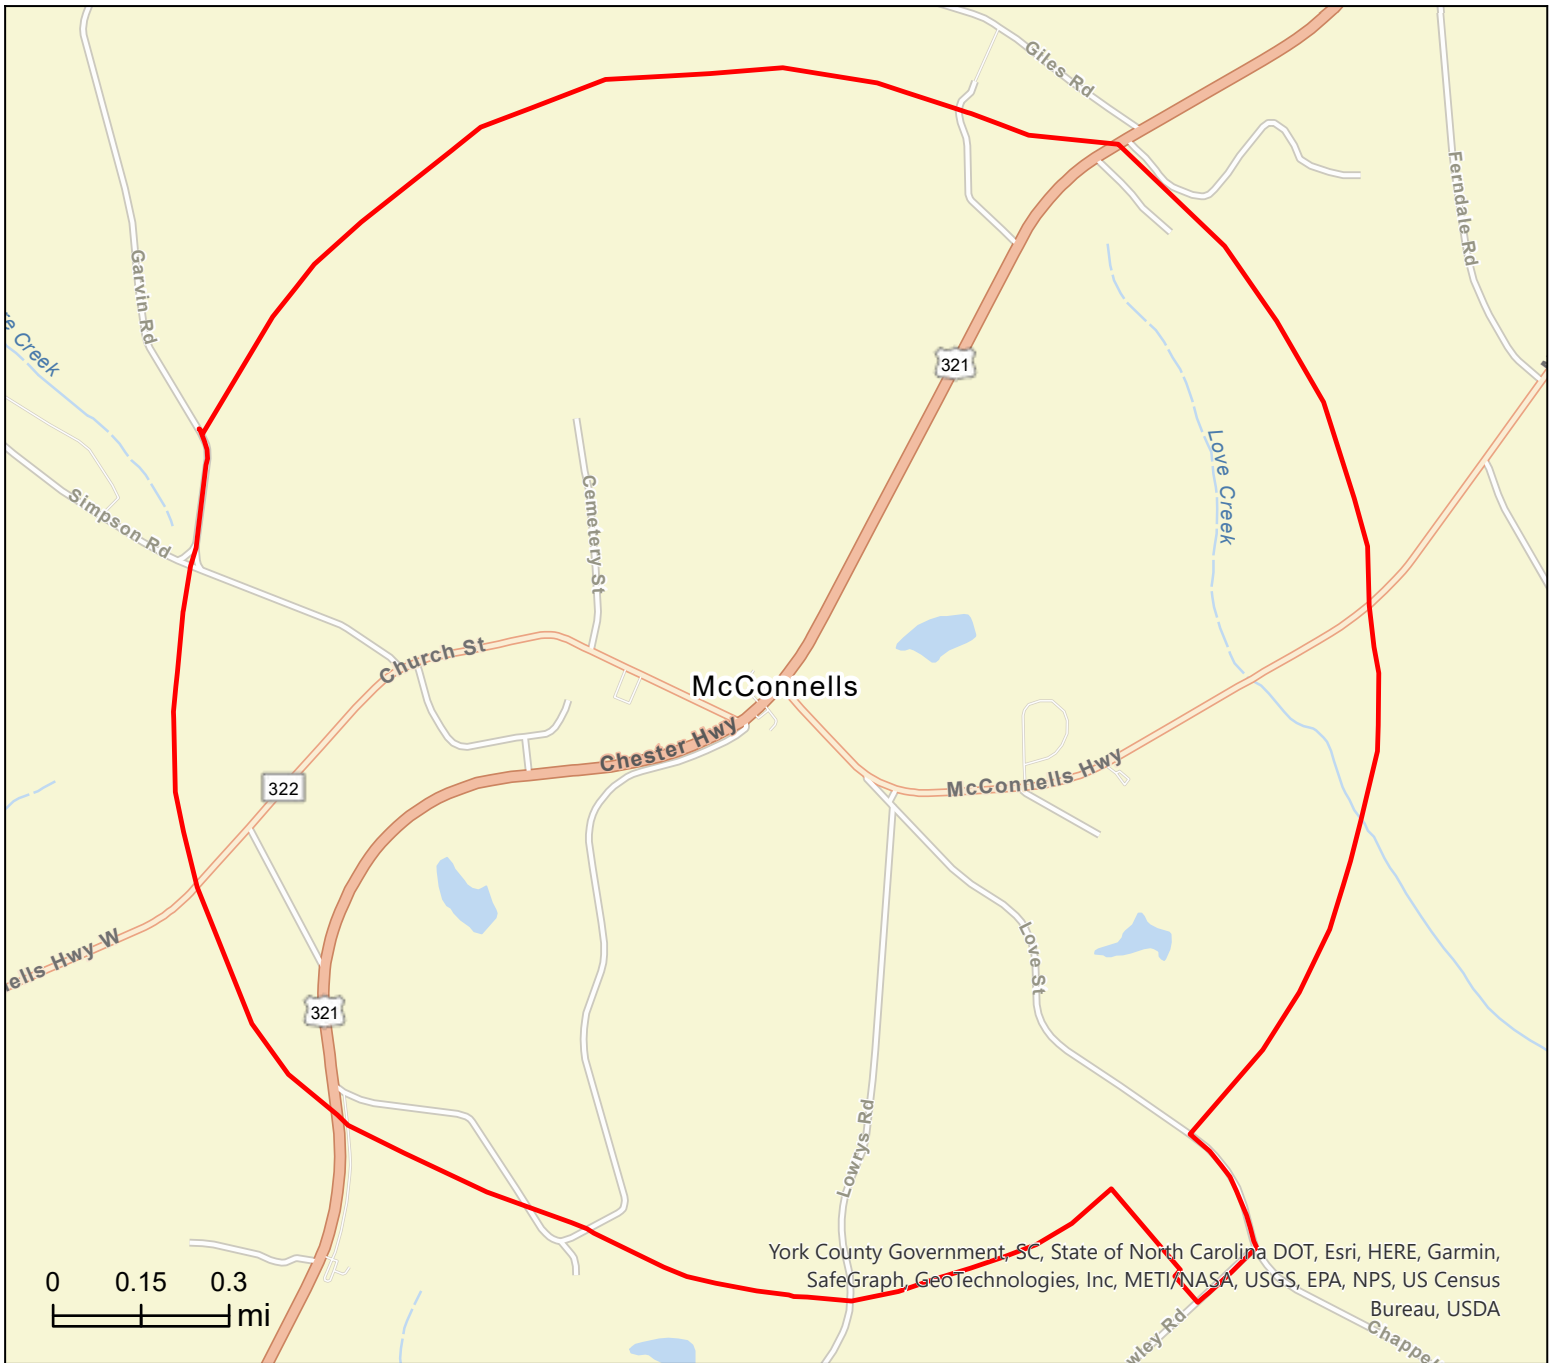 Giles Rd
Ferndale Rd
Garvin Rd
Creek
321
Love Creek
Simpson Rd
Cemetery St
Church St
McConnells
Chester Hwy
322
McConnells Hwy
Hwy W
Love St
321
Lowrys Rd
York County Government, SC, State of North Carolina DOT, Esri, HERE, Garmin,
SafeGraph, GeoTechnologies, Inc, METI/NASA, USGS, EPA, NPS, US Census
Bureau, USDA
0 0.15 0.3
mi
Rd